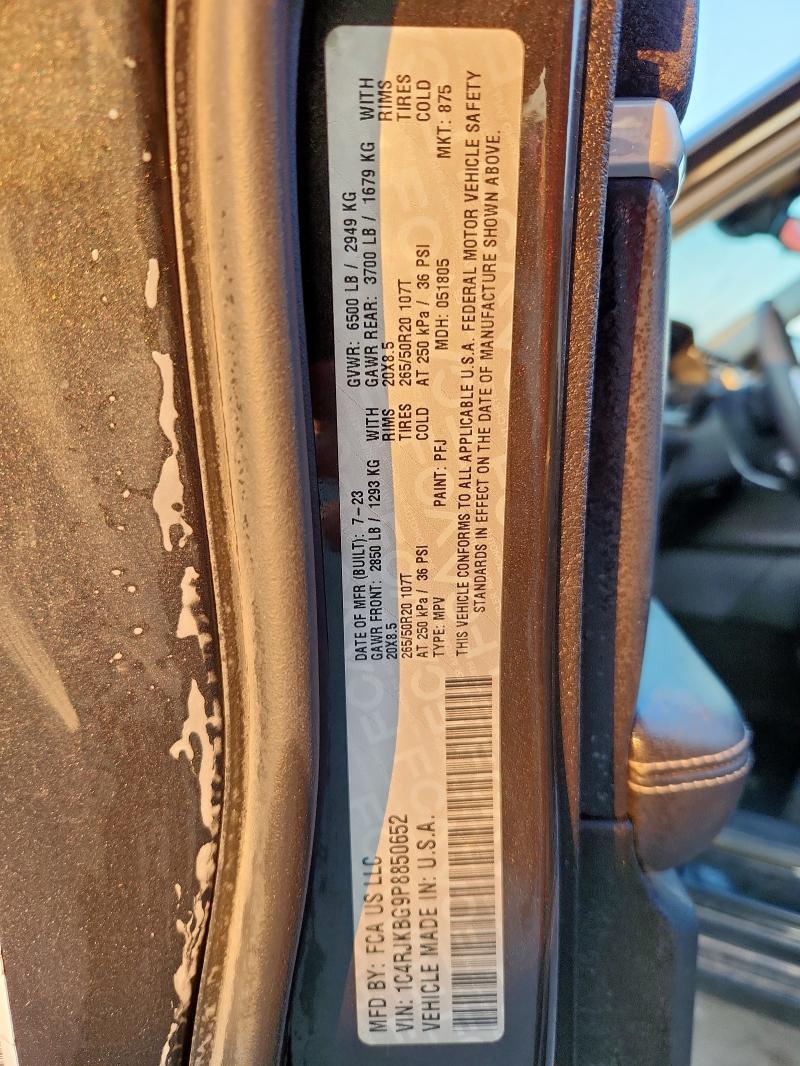 MFD BY: FCA US LLC
VIN: 1C4RJKBG9P8850652
VEHICLE MADE IN: U.S.A.
DATE OF MFR (BUILT): 7-23 GVWR: 6500 LB / 2949 KG
GAWR FRONT: 2850 LB / 1293 KG WITH GAWR REAR: 3700 LB / 1679 KG WITH
20X8.5 RIMS 20X8.5 RIMS
265/50R20 107T TIRES 265/50R20 107T TIRES
AT 250 kPa / 36 PSI COLD AT 250 kPa / 36 PSI COLD
TYPE: MPV PAINT: PFJ MDH: 051805 MKT: 875
THIS VEHICLE CONFORMS TO ALL APPLICABLE U.S.A. FEDERAL MOTOR VEHICLE SAFETY
STANDARDS IN EFFECT ON THE DATE OF MANUFACTURE SHOWN ABOVE.